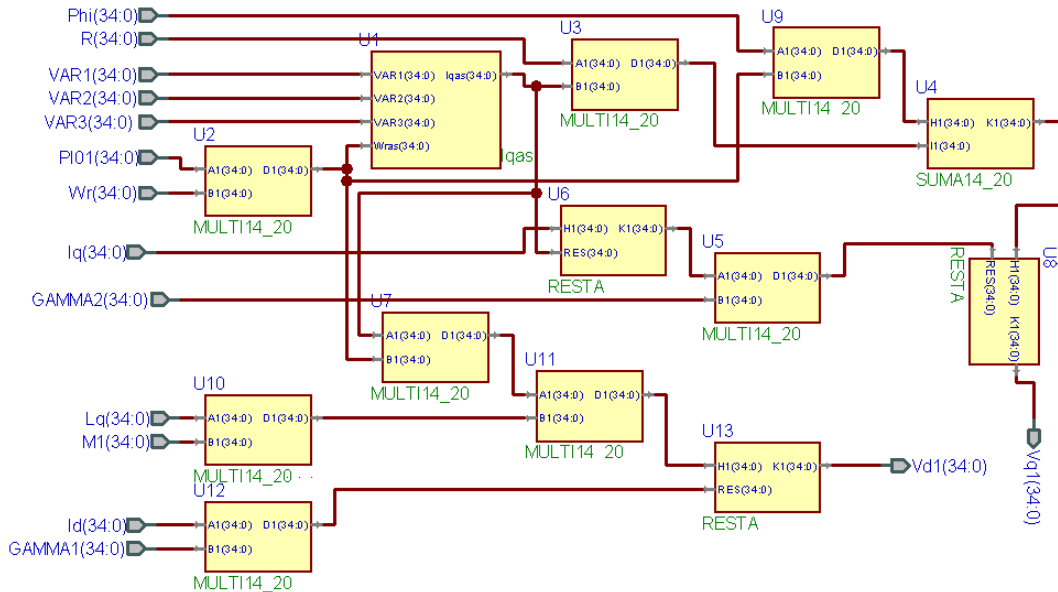 Phi(34:0)
R(34:0)
VAR1(34:0)
VAR2(34:0)
VAR3(34:0)
PI01(34:0)
Wr(34:0)
Iq(34:0)
GAMMA2(34:0)
Lq(34:0)
M1(34:0)
Id(34:0)
GAMMA1(34:0)
U1
VAR1(34:0) Iqas(34:0)
VAR2(34:0)
VAR3(34:0)
Wras(34:0)
Iqas
U2
A1(34:0) D1(34:0)
B1(34:0)
MULTI14_20
U3
A1(34:0) D1(34:0)
B1(34:0)
MULTI14_20
U9
A1(34:0) D1(34:0)
B1(34:0)
MULTI14_20
U4
H1(34:0) K1(34:0)
I1(34:0)
SUMA14_20
U6
H1(34:0) K1(34:0)
RES(34:0)
RESTA
U5
A1(34:0) D1(34:0)
B1(34:0)
MULTI14_20
U8
H1(34:0) K1(34:0)
RES(34:0)
RESTA
U7
A1(34:0) D1(34:0)
B1(34:0)
MULTI14_20
U11
A1(34:0) D1(34:0)
B1(34:0)
MULTI14_20
U10
A1(34:0) D1(34:0)
B1(34:0)
MULTI14_20
U13
H1(34:0) K1(34:0)
RES(34:0)
RESTA
U12
A1(34:0) D1(34:0)
B1(34:0)
MULTI14_20
Vd1(34:0)
Vq1(34:0)